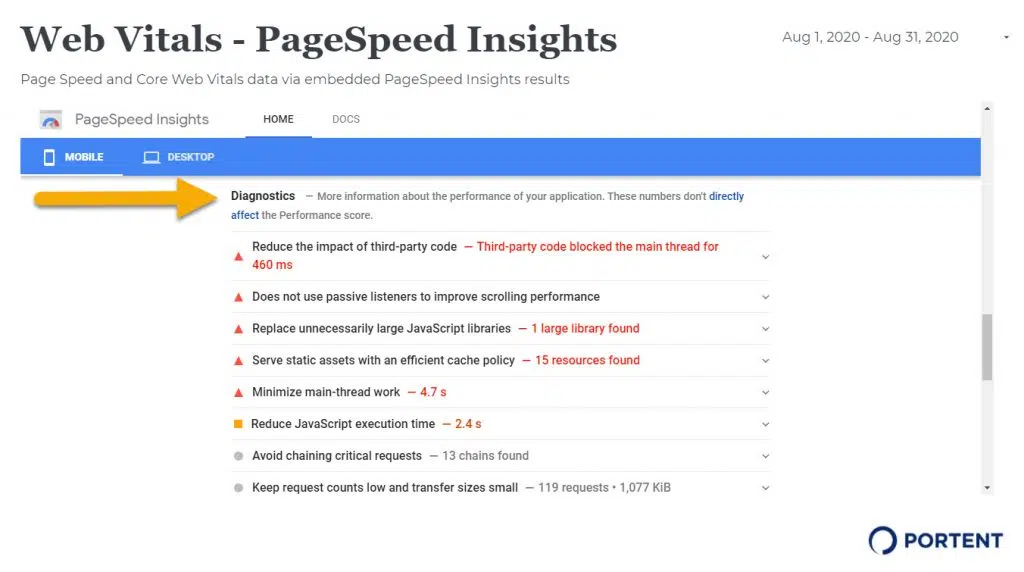 Web Vitals - PageSpeed Insights
Aug 1, 2020 - Aug 31, 2020
Page Speed and Core Web Vitals data via embedded PageSpeed Insights results
PageSpeed Insights
HOME
DOCS
MOBILE
DESKTOP
Diagnostics — More information about the performance of your application. These numbers don't directly
affect the Performance score.
Reduce the impact of third-party code — Third-party code blocked the main thread for
460 ms
Does not use passive listeners to improve scrolling performance
Replace unnecessarily large JavaScript libraries — 1 large library found
Serve static assets with an efficient cache policy — 15 resources found
Minimize main-thread work — 4.7 s
Reduce JavaScript execution time — 2.4 s
Avoid chaining critical requests — 13 chains found
Keep request counts low and transfer sizes small — 119 requests • 1,077 KiB
PORTENT